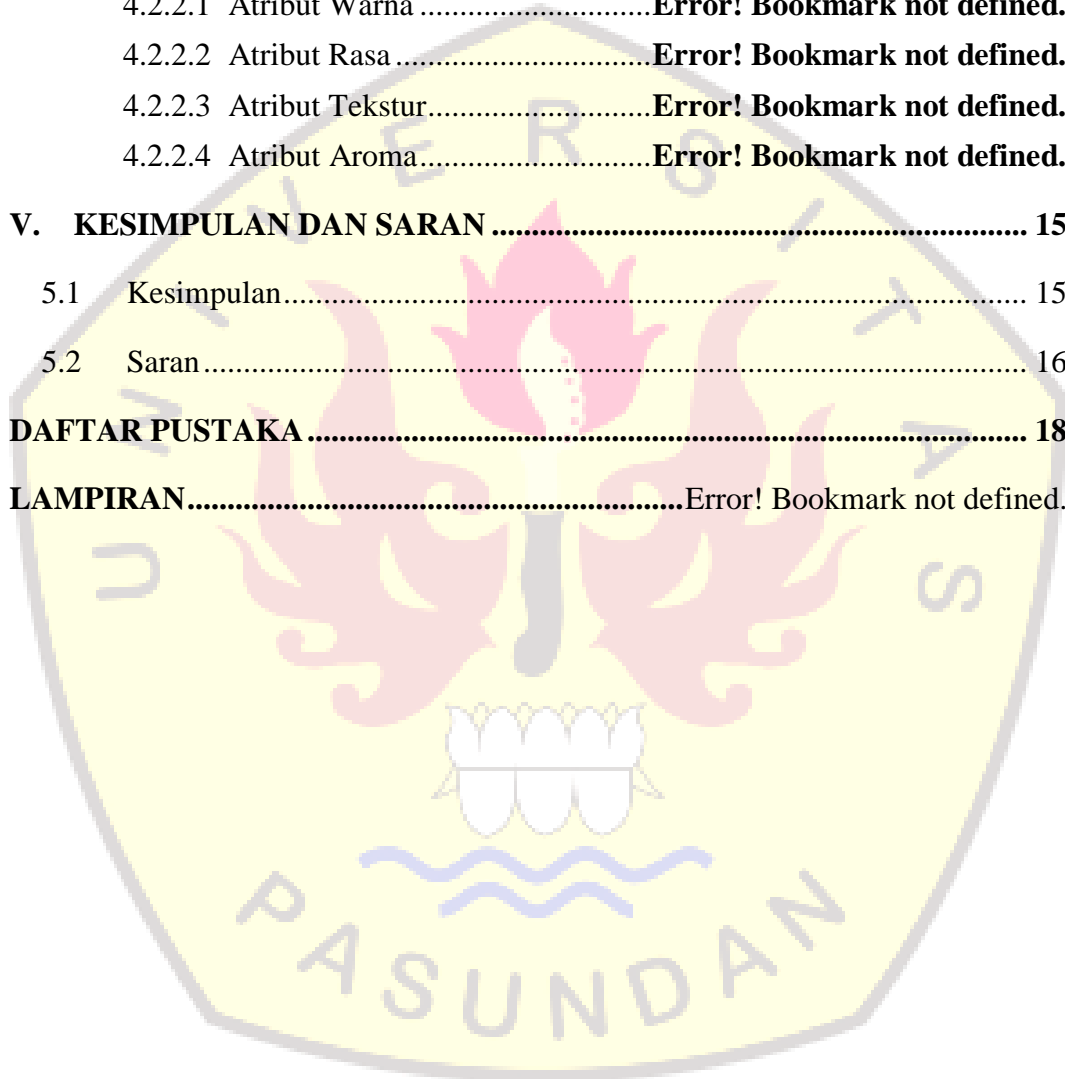 4.2.2.1 Atribut Warna .............................Error! Bookmark not defined.
4.2.2.2 Atribut Rasa ................................Error! Bookmark not defined.
4.2.2.3 Atribut Tekstur............................Error! Bookmark not defined.
4.2.2.4 Atribut Aroma.............................Error! Bookmark not defined.
V. KESIMPULAN DAN SARAN ..................................................................... 15
5.1 Kesimpulan............................................................................................... 15
5.2 Saran ......................................................................................................... 16
DAFTAR PUSTAKA ............................................................................................ 18
LAMPIRAN...............................................................Error! Bookmark not defined.
UNIVERSITAS
PASUNDAN